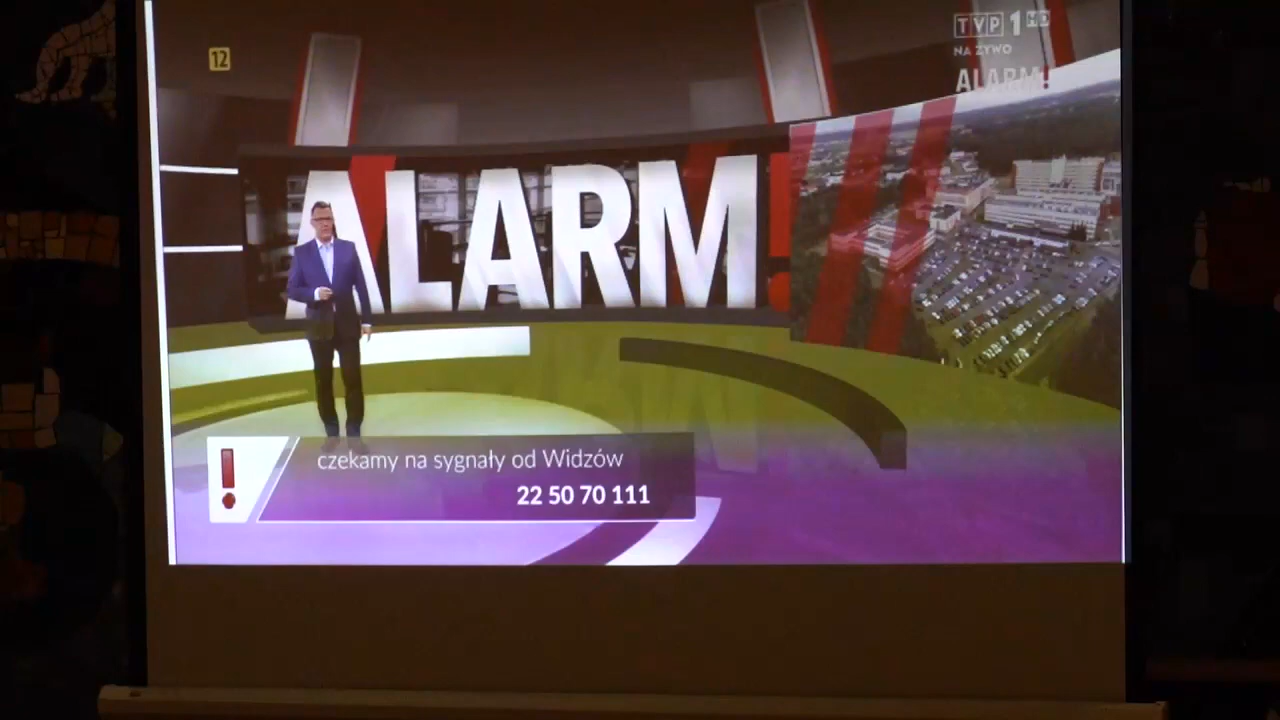 12
TVP 1 HD
NA ŻYWO
ALARM!
ALARM!
czekamy na sygnały od Widzów
22 50 70 111